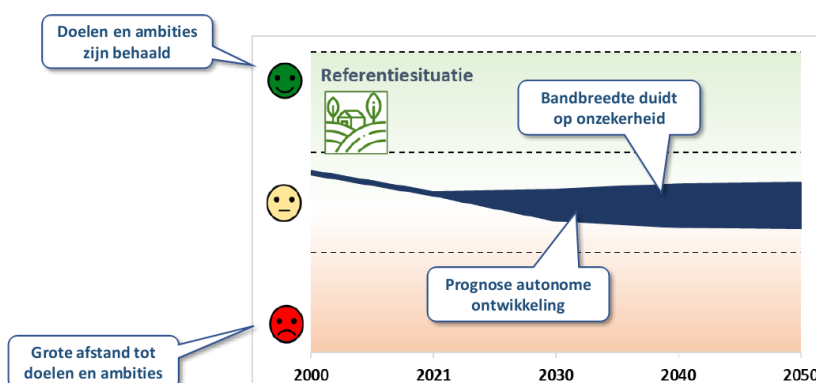 Doelen en ambities
zijn behaald
Referentiesituatie
Bandbreedte duidt
op onzekerheid
Prognose autonome
ontwikkeling
Grote afstand tot
doelen en ambities
2000 2021 2030 2040 2050